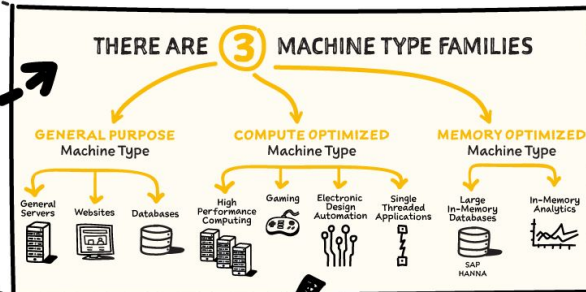 THERE ARE 3 MACHINE TYPE FAMILIES
GENERAL PURPOSE
Machine Type
COMPUTE OPTIMIZED
Machine Type
MEMORY OPTIMIZED
Machine Type
General
Servers
Websites
Databases
High
Performance
Computing
Gaming
Electronic
Design
Automation
Single
Threaded
Applications
Large
In-Memory
Databases
SAP
HANNA
In-Memory
Analytics